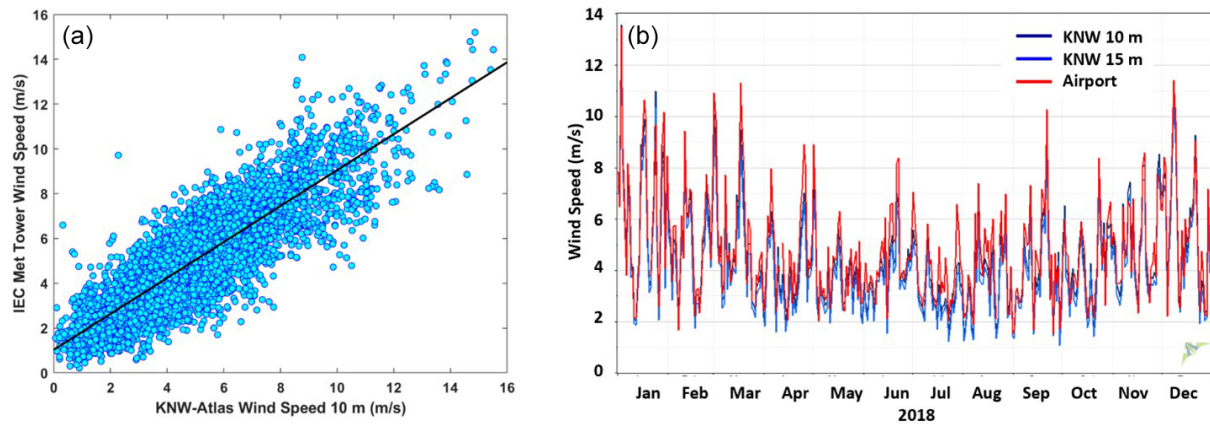 (a)
IEC Met Tower Wind Speed (m/s)
16
14
12
10
8
6
4
2
0
0 2 4 6 8 10 12 14 16
KNW-Atlas Wind Speed 10 m (m/s)
(b)
Wind Speed (m/s)
14
12
10
8
6
4
2
0
KNW 10 m
KNW 15 m
Airport
Jan Feb Mar Apr May Jun Jul Aug Sep Oct Nov Dec
2018